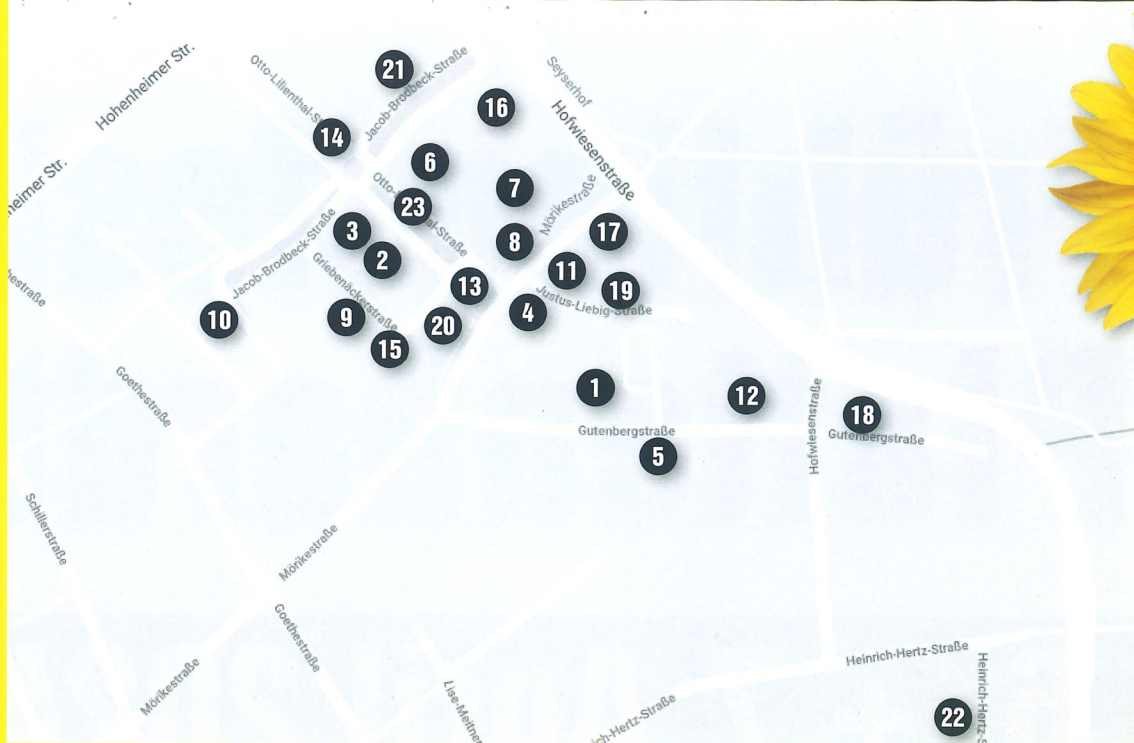 Hohenheimer Str.
Otto-Lilienthal-S
21
Jacob-Brodbeck-Straße
Seyserhof
16
Hofwiesenstraße
14
6
heimer Str.
7
Mörikestraße
Otto-
al-Straße
23
3
8
17
Jacob-Brodbeck-Straße
2
Griebenäckerstraße
11
hestraße
13
19
Justus-Liebig-Straße
10
9
20
4
15
Goethestraße
1
12
Hofwiesenstraße
18
Gutenbergstraße
Gutenbergstraße
5
Schillerstraße
Mörikestraße
Goethestraße
Heinrich-Hertz-Straße
Mörikestraße
Lise-Meitner
Heinrich-Hertz-S
ich-Hertz-Straße
22